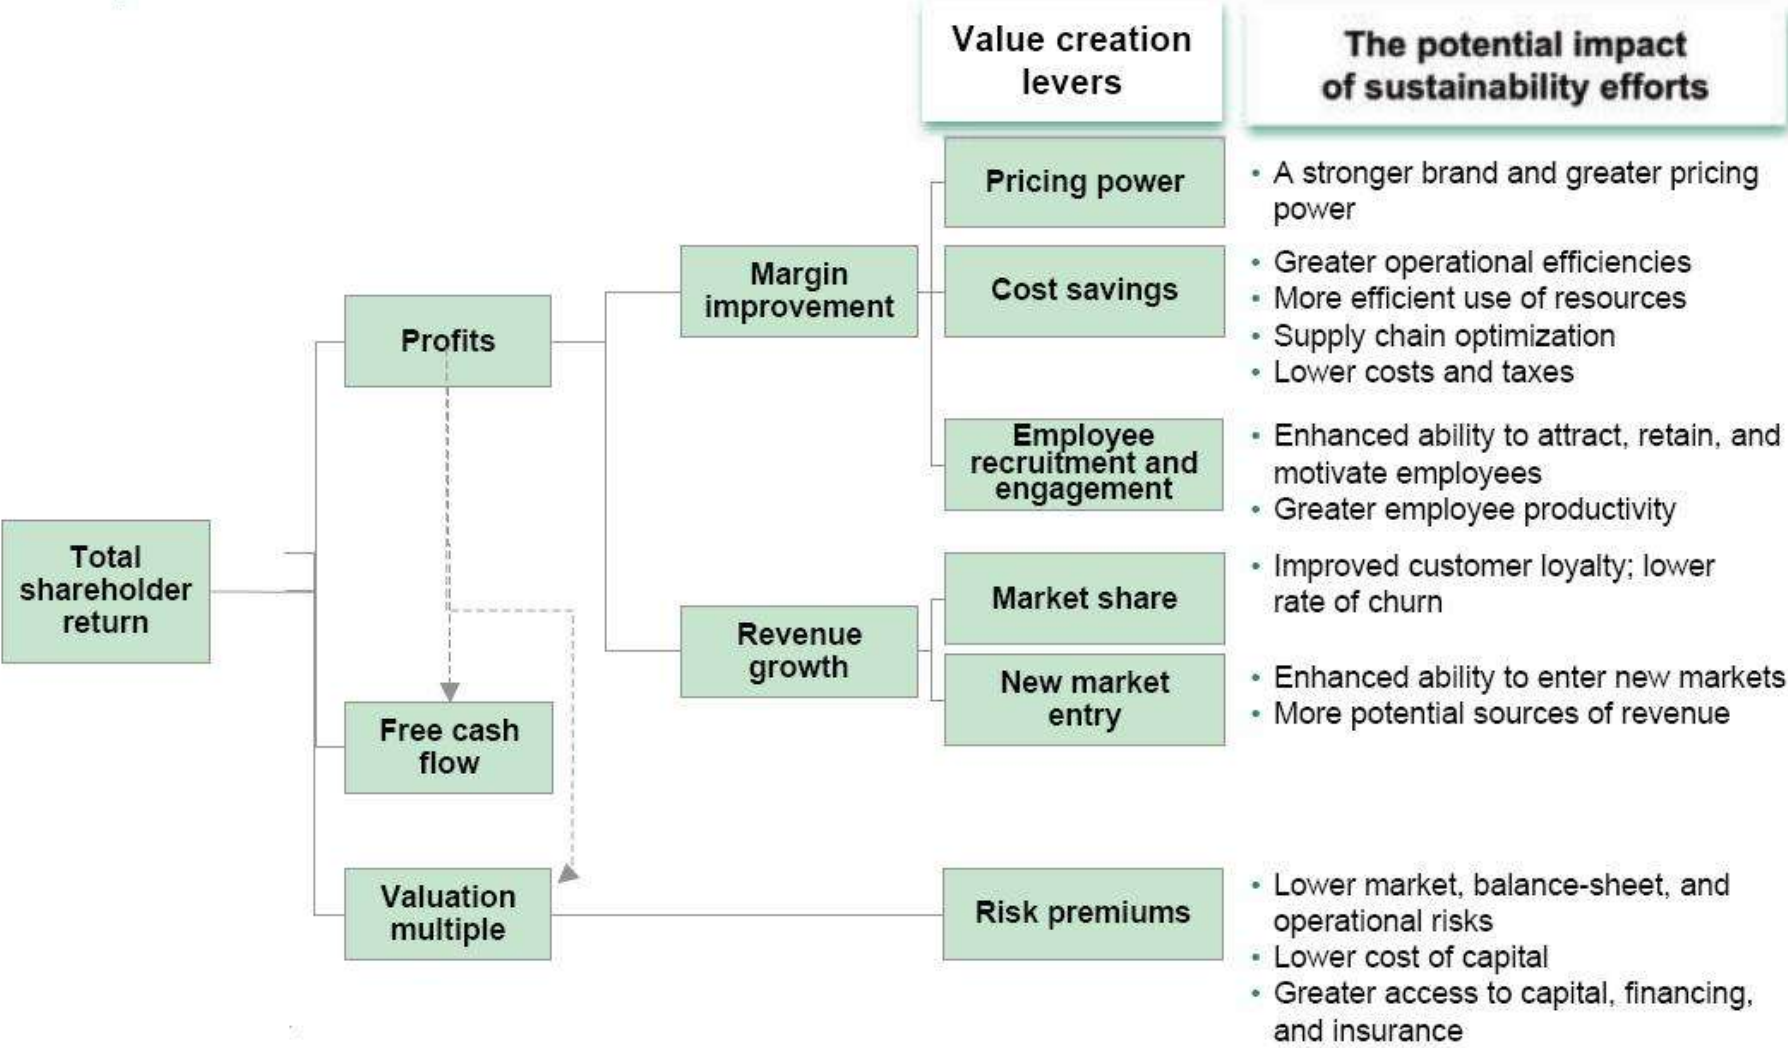 Value creation
levers
The potential impact
of sustainability efforts
Pricing power
• A stronger brand and greater pricing
power
Margin
improvement
Cost savings
• Greater operational efficiencies
• More efficient use of resources
• Supply chain optimization
• Lower costs and taxes
Profits
Employee
recruitment and
engagement
• Enhanced ability to attract, retain, and
motivate employees
• Greater employee productivity
Total
shareholder
return
Market share
• Improved customer loyalty; lower
rate of churn
Revenue
growth
New market
entry
• Enhanced ability to enter new markets
• More potential sources of revenue
Free cash
flow
Valuation
multiple
Risk premiums
• Lower market, balance-sheet, and
operational risks
• Lower cost of capital
• Greater access to capital, financing,
and insurance